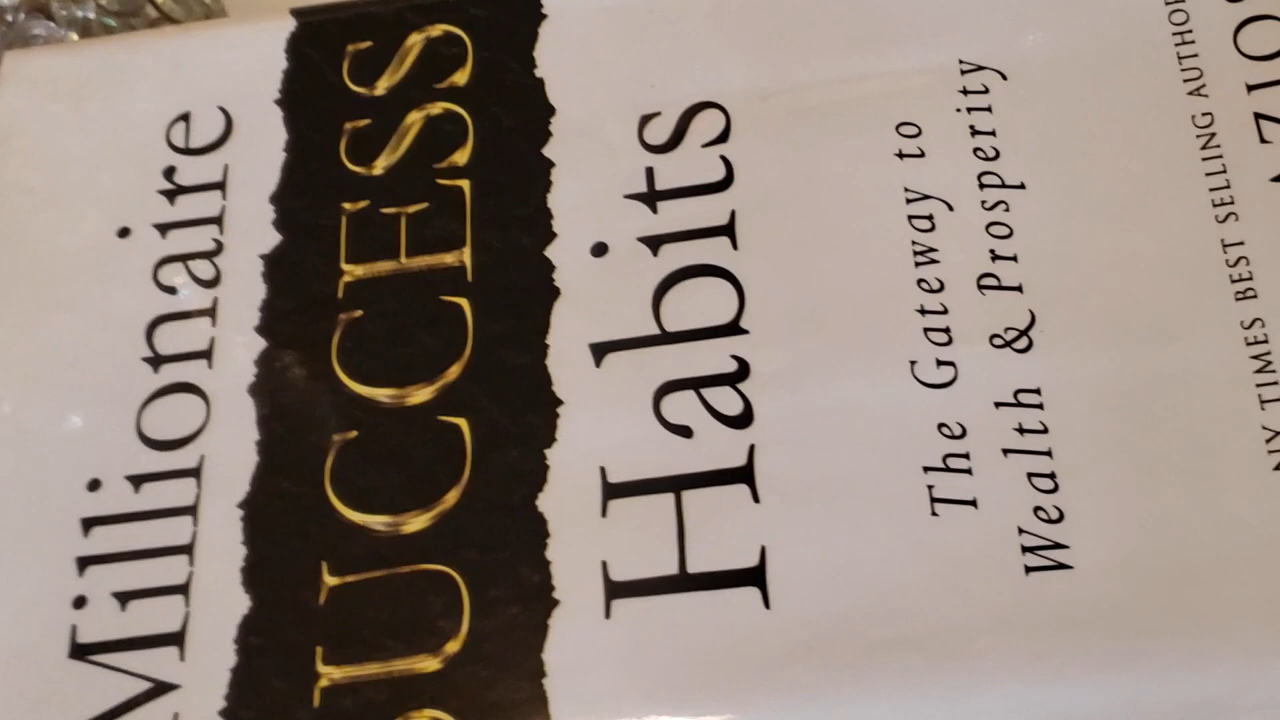 Millionaire
SUCCESS
Habits
The Gateway to
Wealth & Prosperity
NY TIMES BEST SELLING AUTHOR